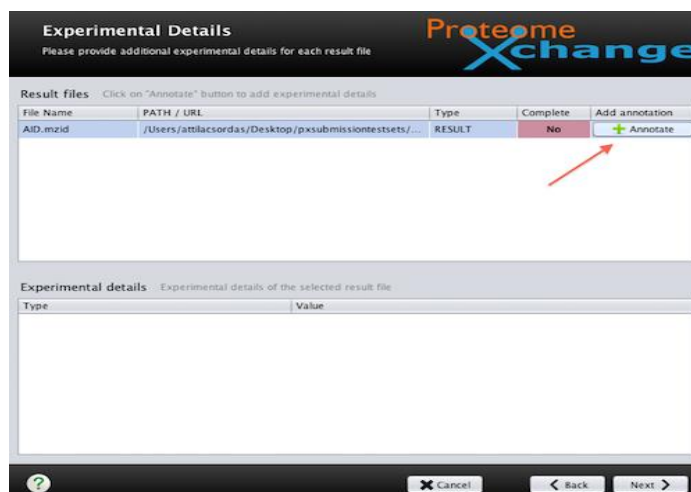 Experimental Details
Please provide additional experimental details for each result file
Proteome
Xchange
Result files Click on "Annotate" button to add experimental details
File Name PATH / URL Type Complete Add annotation
AID.mzid /Users/attilacsordas/Desktop/pxsubmissiontestsets/... RESULT No Annotate
Experimental details Experimental details of the selected result file
Type Value
? Cancel Back Next